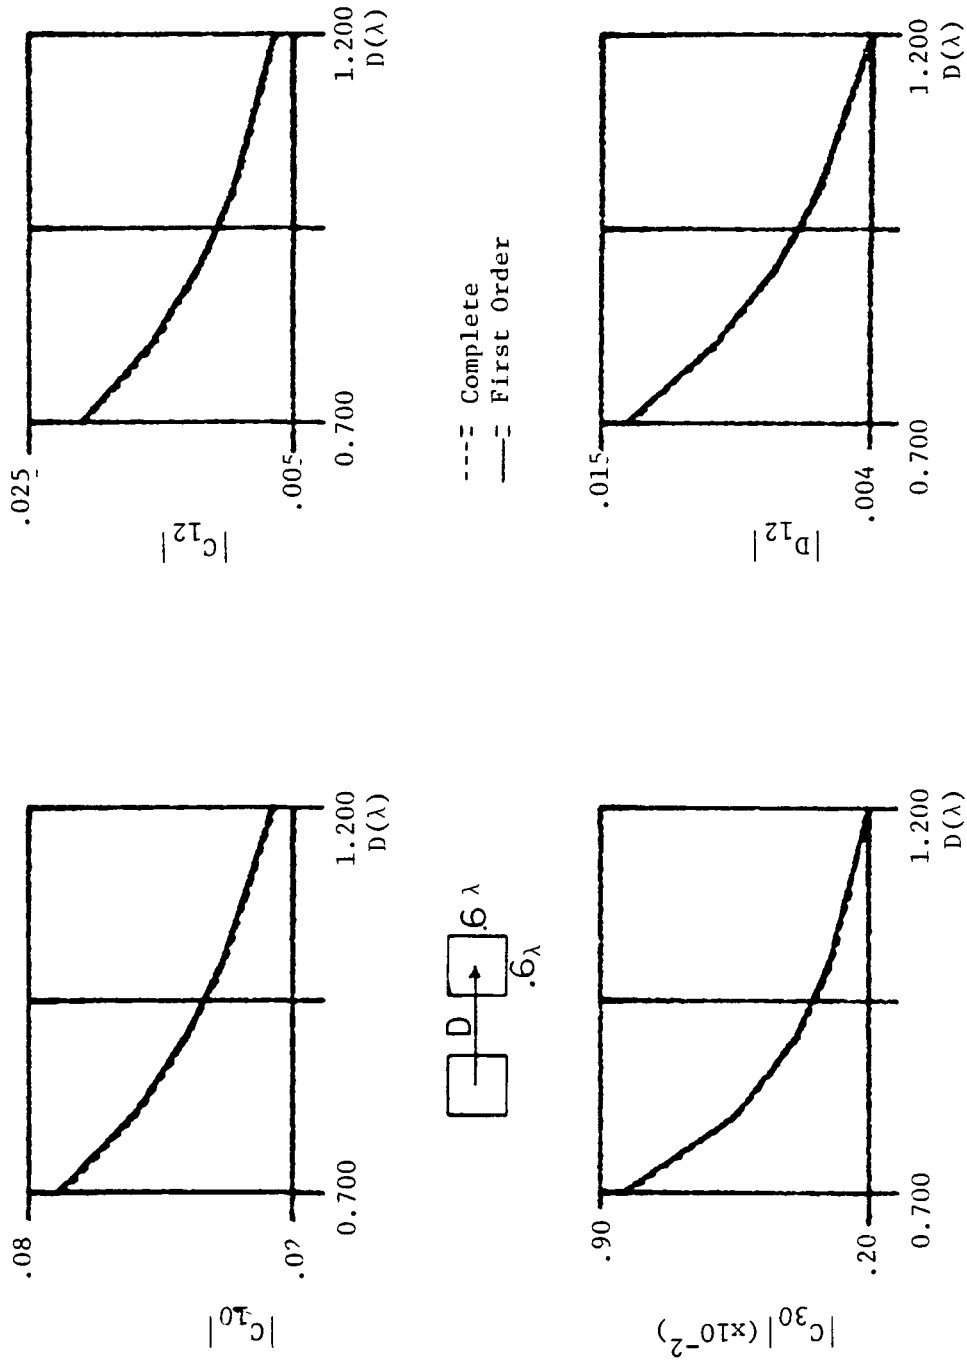 .08
|C₁₀|
.02
0.700
1.200
D(λ)
.025
|C₁₂|
.005
0.700
1.200
D(λ)
D
.6λ
.6λ
---= Complete
—= First Order
.90
|C₃₀|(x10⁻²)
.20
0.700
1.200
D(λ)
.015
|D₁₂|
.004
0.700
1.200
D(λ)